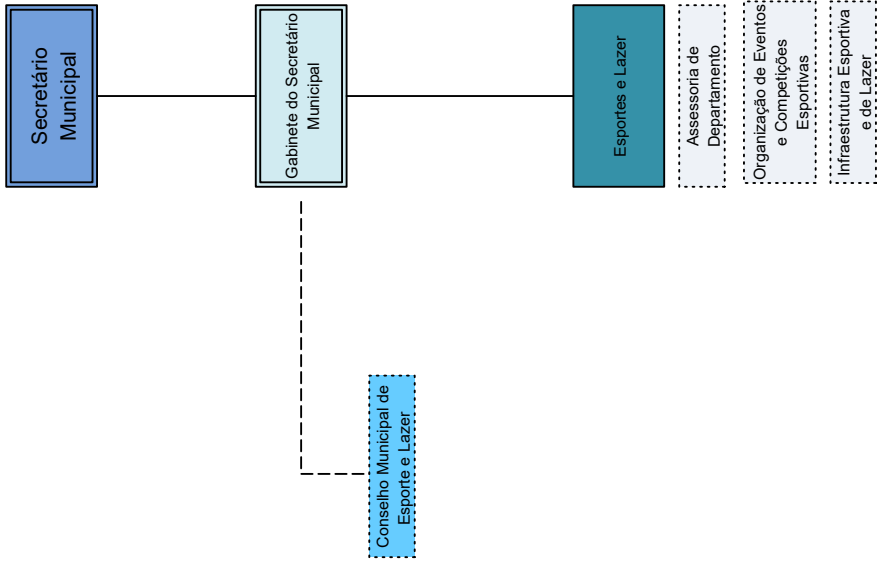 Secretário
Municipal
Gabinete do Secretário
Municipal
Conselho Municipal de
Esporte e Lazer
Esportes e Lazer
Assessoria de
Departamento
Organização de Eventos
e Competições
Esportivas
Infraestrutura Esportiva
e de Lazer